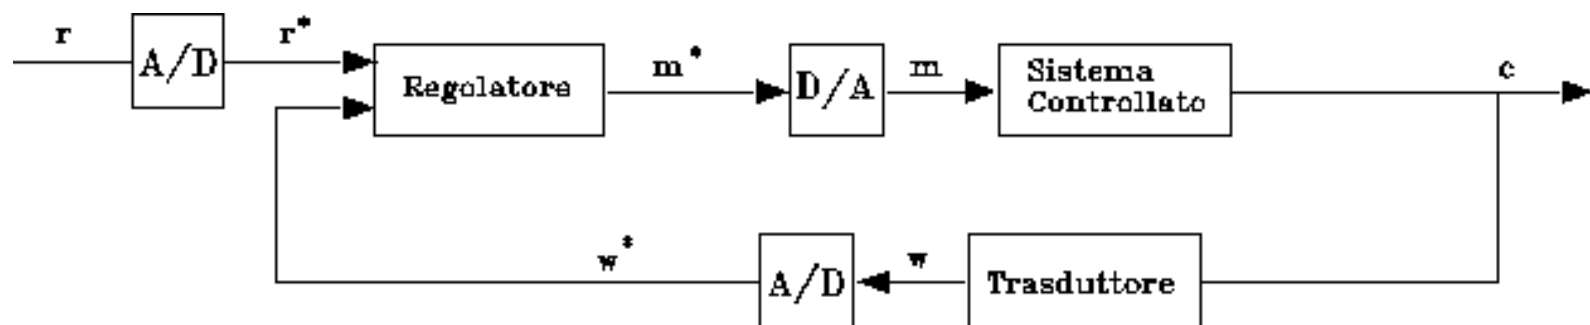 r
A/D
r*
Regolatore
m*
D/A
m
Sistema
Controllato
c
w*
A/D
w
Trasduttore